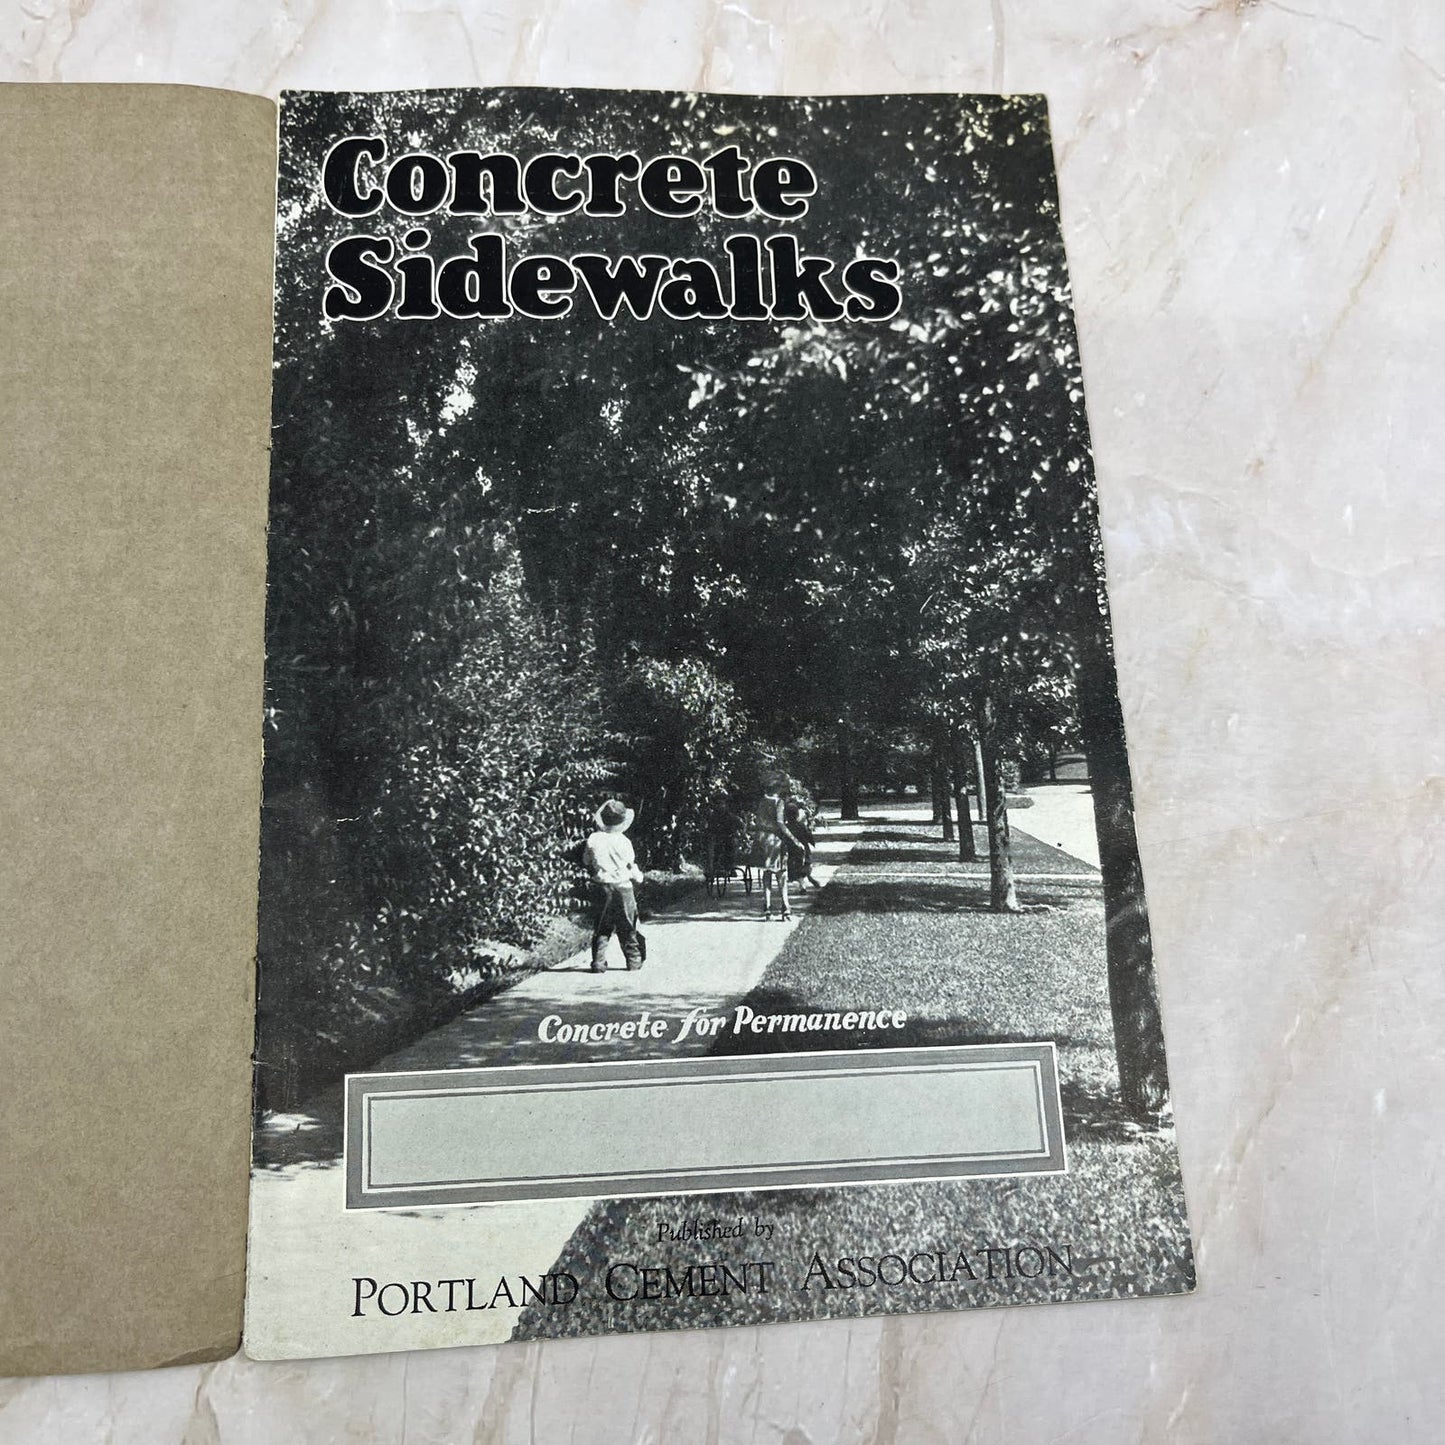 Concrete
Sidewalks
Concrete for Permanence
Published by
PORTLAND CEMENT ASSOCIATION